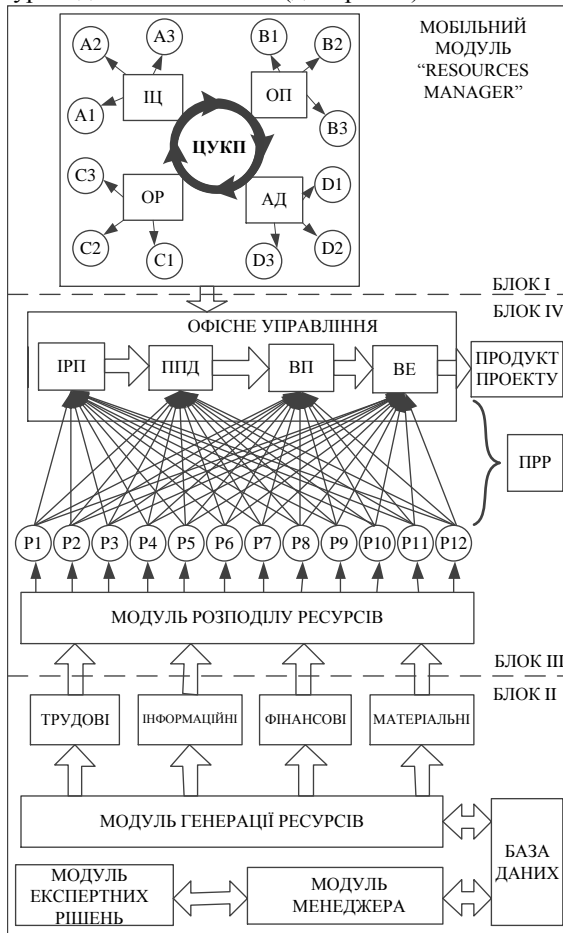 МОБІЛЬНИЙ
МОДУЛЬ
“RESOURCES
MANAGER”
A2
A3
B1
B2
ІЦ
ОП
A1
B3
ЦУКП
C3
D1
ОР
АД
C2
C1
D3
D2
БЛОК I
БЛОК IV
ОФІСНЕ УПРАВЛІННЯ
ІРП
ППД
ВП
ВЕ
ПРОДУКТ
ПРОЕКТУ
ПРР
P1
P2
P3
P4
P5
P6
P7
P8
P9
P10
P11
P12
МОДУЛЬ РОЗПОДІЛУ РЕСУРСІВ
БЛОК III
БЛОК II
ТРУДОВІ
ІНФОРМАЦІЙНІ
ФІНАНСОВІ
МАТЕРІАЛЬНІ
МОДУЛЬ ГЕНЕРАЦІЇ РЕСУРСІВ
БАЗА
ДАНИХ
МОДУЛЬ
ЕКСПЕРТНИХ
РІШЕНЬ
МОДУЛЬ
МЕНЕДЖЕРА